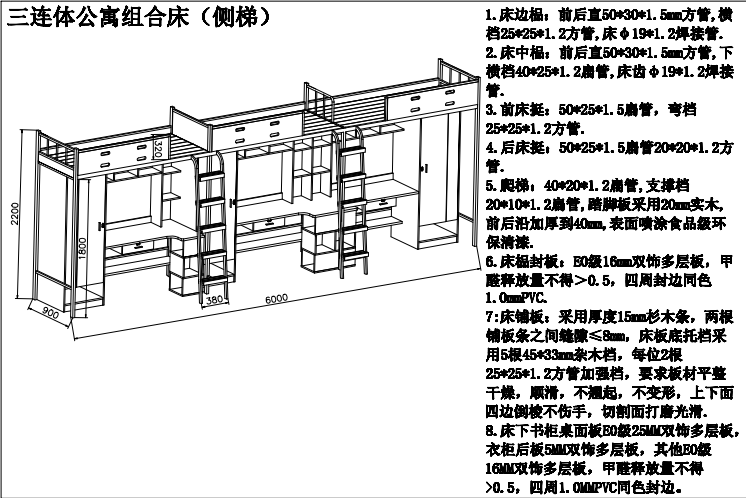 三连体公寓组合床（侧梯）
1.床边榀：前后直50*30*1.5mm方管,横
档25*25*1.2方管,床φ19*1.2焊接管.
2.床中榀：前后直50*30*1.5mm方管,下
横档40*25*1.2扁管,床齿φ19*1.2焊接
管.
3.前床挺：50*25*1.5扁管，弯档
25*25*1.2方管.
4.后床挺：50*25*1.5扁管20*20*1.2方
管.
5.爬梯：40*20*1.2扁管,支撑档
20*10*1.2扁管,踏脚板采用20mm实木,
前后沿加厚到40mm,表面喷涂食品级环
保清漆.
6.床榀封板：E0级16mm双饰多层板，甲
醛释放量不得＞0.5，四周封边同色
1.0mmPVC.
7:床铺板：采用厚度15mm杉木条，两根
铺板条之间缝隙≤8mm，床板底托档采
用5根45*33mm杂木档，每位2根
25*25*1.2方管加强档，要求板材平整
干燥，顺滑，不翘起，不变形，上下面
四边倒棱不伤手，切割面打磨光滑.
8.床下书柜桌面板E0级25MM双饰多层板，
衣柜后板5MM双饰多层板，其他E0级
16MM双饰多层板，甲醛释放量不得
>0.5，四周1.0MMPVC同色封边。
320
2200
1800
900
380
6000